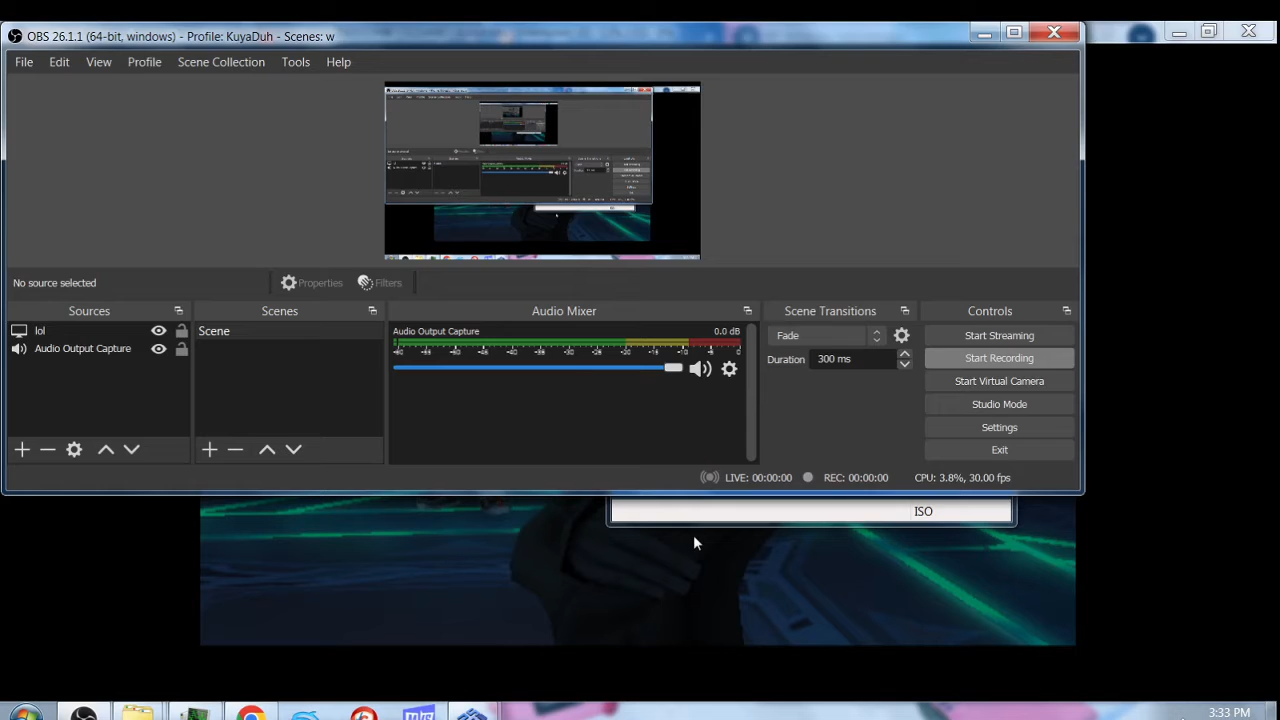 OBS 26.1.1 (64-bit, windows) - Profile: KuyaDuh - Scenes: w
File Edit View Profile Scene Collection Tools Help
No source selected Properties Filters
Sources Scenes Audio Mixer Scene Transitions Controls
lol Scene Audio Output Capture 0.0 dB Fade Start Streaming
Audio Output Capture Duration 300 ms Start Recording
Start Virtual Camera
Studio Mode
Settings
Exit
LIVE: 00:00:00 REC: 00:00:00 CPU: 3.8%, 30.00 fps
ISO
3:33 PM